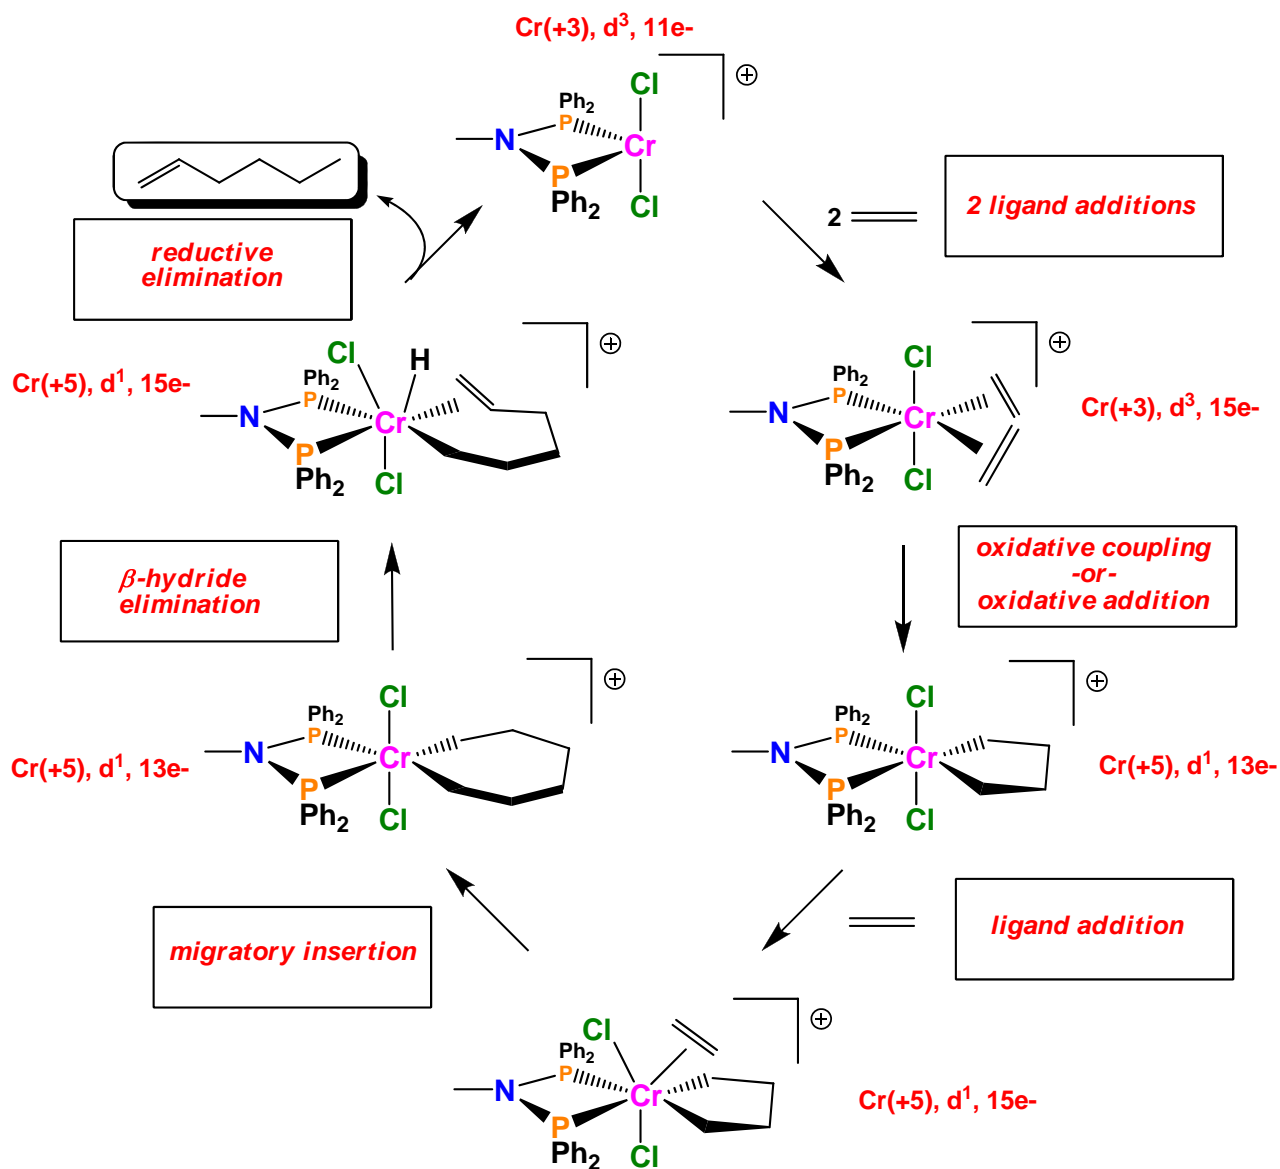 Cr(+3), d³, 11e-
⊕
Cl
Ph₂
P
N
Cr
P
Ph₂
Cl
2
2 ligand additions
reductive
elimination
⊕
Cl
H
Ph₂
P
N
Cr
P
Ph₂
Cl
Cr(+5), d¹, 15e-
⊕
Cl
Ph₂
P
N
Cr
P
Ph₂
Cl
Cr(+3), d³, 15e-
oxidative coupling
-or-
oxidative addition
β-hydride
elimination
⊕
Cl
Ph₂
P
N
Cr
P
Ph₂
Cl
Cr(+5), d¹, 13e-
⊕
Cl
Ph₂
P
N
Cr
P
Ph₂
Cl
Cr(+5), d¹, 13e-
migratory insertion
ligand addition
⊕
Cl
Ph₂
P
N
Cr
P
Ph₂
Cl
Cr(+5), d¹, 15e-